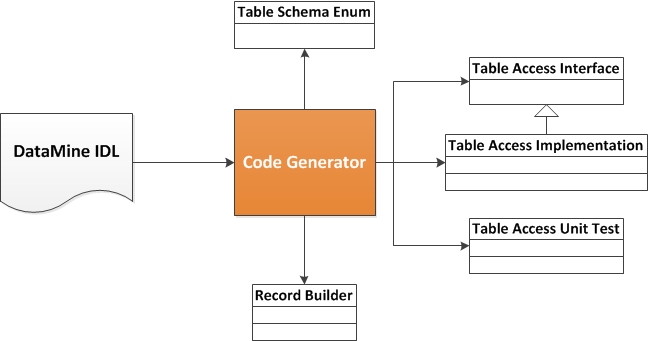 Table Schema Enum
Table Access Interface
DataMine IDL
Code Generator
Table Access Implementation
Table Access Unit Test
Record Builder